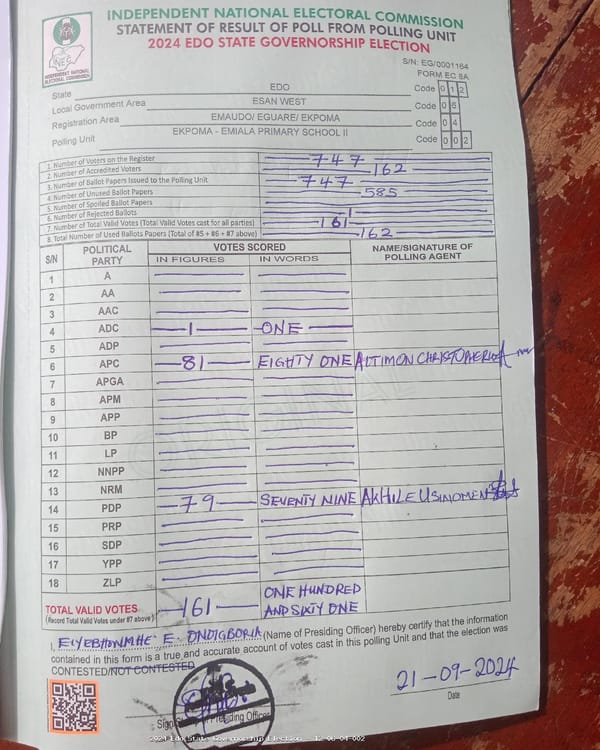 INDEPENDENT NATIONAL ELECTORAL COMMISSION
STATEMENT OF RESULT OF POLL FROM POLLING UNIT
2024 EDO STATE GOVERNORSHIP ELECTION
INEC
INDEPENDENT NATIONAL ELECTORAL COMMISSION
S/N: EG/0001164
FORM EC 8A
State EDO Code 0 1 2
Local Government Area ESAN WEST Code 0 6
Registration Area EMAUDO/ EGUARE/ EKPOMA Code 0 4
Polling Unit EKPOMA - EMIALA PRIMARY SCHOOL II Code 0 0 2
1. Number of Voters on the Register 747
2. Number of Accredited Voters 162
3. Number of Ballot Papers Issued to the Polling Unit 747
4. Number of Unused Ballot Papers 585
5. Number of Spoiled Ballot Papers
6. Number of Rejected Ballots 1
7. Number of Total Valid Votes (Total Valid Votes cast for all parties) 161
8. Total Number of Used Ballots Papers (Total of #5 + #6 + #7 above) 162
S/N POLITICAL PARTY VOTES SCORED NAME/SIGNATURE OF POLLING AGENT
IN FIGURES IN WORDS
1 A
2 AA
3 AAC
4 ADC 1 ONE
5 ADP
6 APC 81 EIGHTY ONE ALTIMON CHRISTOPHER
7 APGA
8 APM
9 APP
10 BP
11 LP
12 NNPP
13 NRM
14 PDP 79 SEVENTY NINE AKHILE USIMOMEN
15 PRP
16 SDP
17 YPP
18 ZLP
TOTAL VALID VOTES 161 ONE HUNDRED AND SIXTY ONE
(Record Total Valid Votes under #7 above)
I, E. ONDIGBORIA (Name of Presiding Officer) hereby certify that the information
contained in this form is a true and accurate account of votes cast in this polling Unit and that the election was
CONTESTED/NOT CONTESTED
21-09-2024
Date
Presiding Officer
2024 Edo State Governorship Election - 12-06-04-002